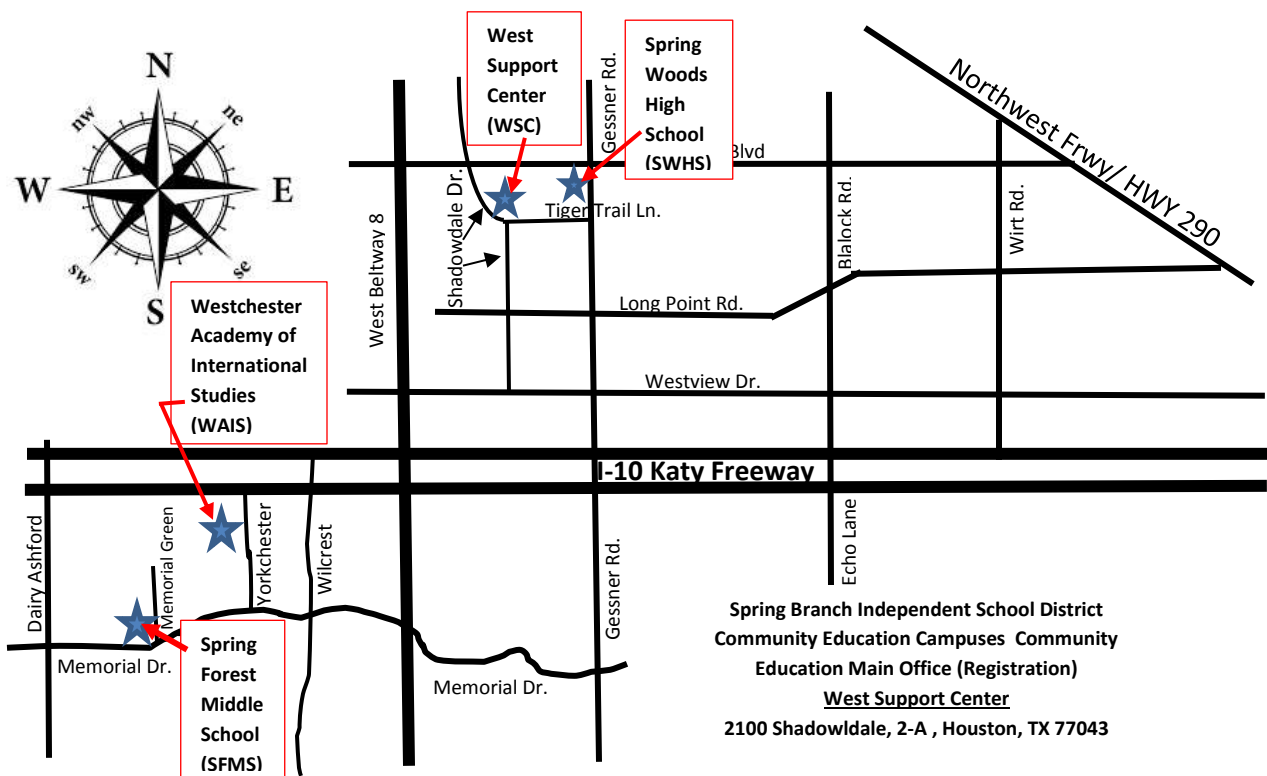 N
nw
ne
W
E
sw
se
S
West
Support
Center
(WSC)
Spring
Woods
High
School
(SWHS)
Gessner Rd.
Blvd
Northwest Frwy/ HWY 290
Shadowdale Dr.
Tiger Trail Ln.
West Beltway 8
Blalock Rd.
Wirt Rd.
Long Point Rd.
Westview Dr.
Westchester
Academy of
International
Studies
(WAIS)
I-10 Katy Freeway
Dairy Ashford
Memorial Green
Yorkchester
Wilcrest
Gessner Rd.
Echo Lane
Memorial Dr.
Memorial Dr.
Spring
Forest
Middle
School
(SFMS)
Spring Branch Independent School District
Community Education Campuses Community
Education Main Office (Registration)
West Support Center
2100 Shadowldale, 2-A , Houston, TX 77043